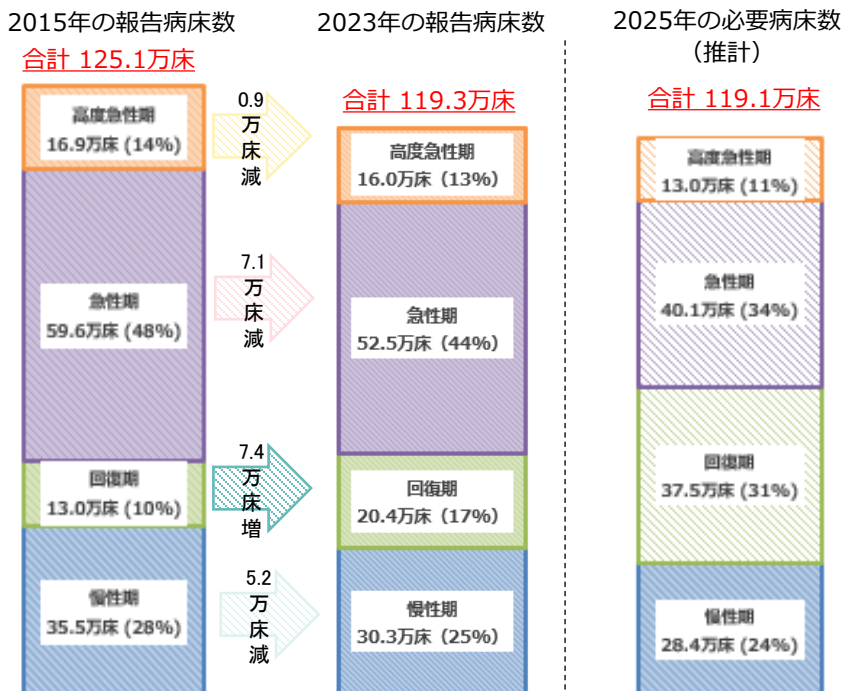 2015年の報告病床数
合計 125.1万床
高度急性期
16.9万床 (14%)
急性期
59.6万床 (48%)
回復期
13.0万床 (10%)
慢性期
35.5万床 (28%)
0.9
万
床
減
7.1
万
床
減
7.4
万
床
増
5.2
万
床
減
2023年の報告病床数
合計 119.3万床
高度急性期
16.0万床（13%）
急性期
52.5万床（44%）
回復期
20.4万床（17%）
慢性期
30.3万床（25%）
2025年の必要病床数
（推計）
合計 119.1万床
高度急性期
13.0万床 (11%)
急性期
40.1万床 (34%)
回復期
37.5万床 (31%)
慢性期
28.4万床 (24%)